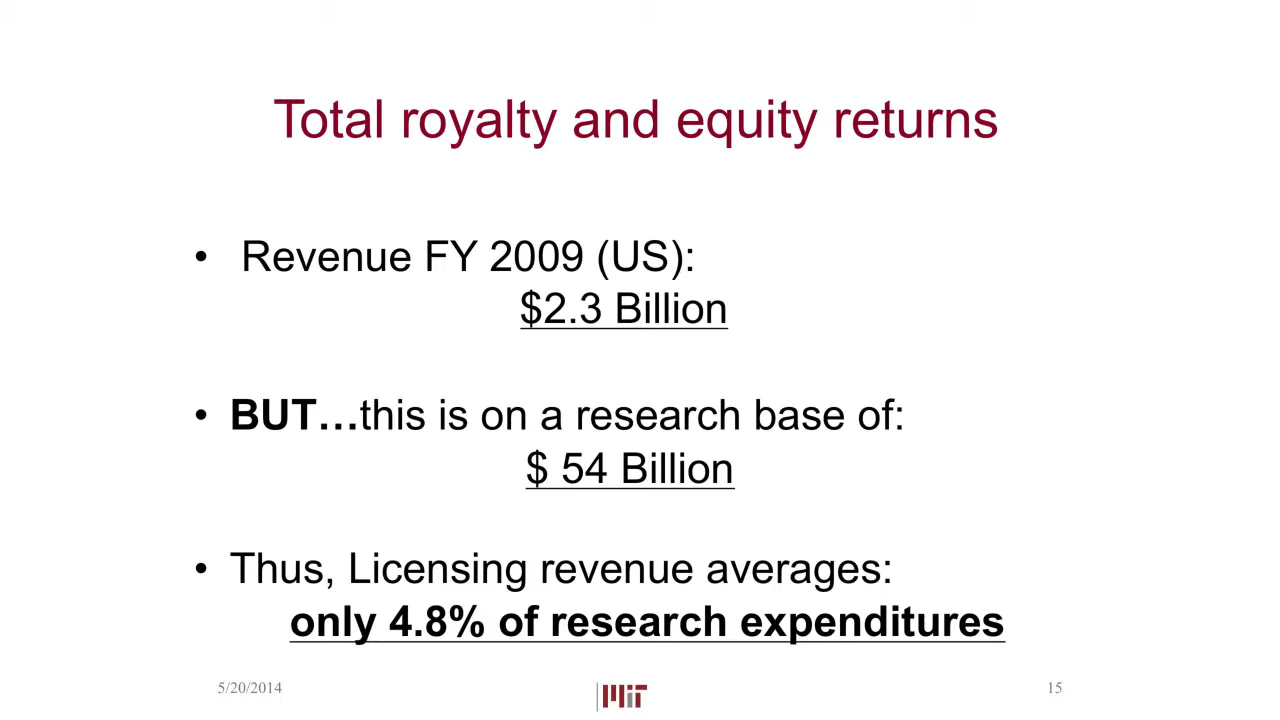 Total royalty and equity returns
• Revenue FY 2009 (US):
$2.3 Billion
• BUT…this is on a research base of:
$ 54 Billion
• Thus, Licensing revenue averages:
only 4.8% of research expenditures
5/20/2014 MIT 15